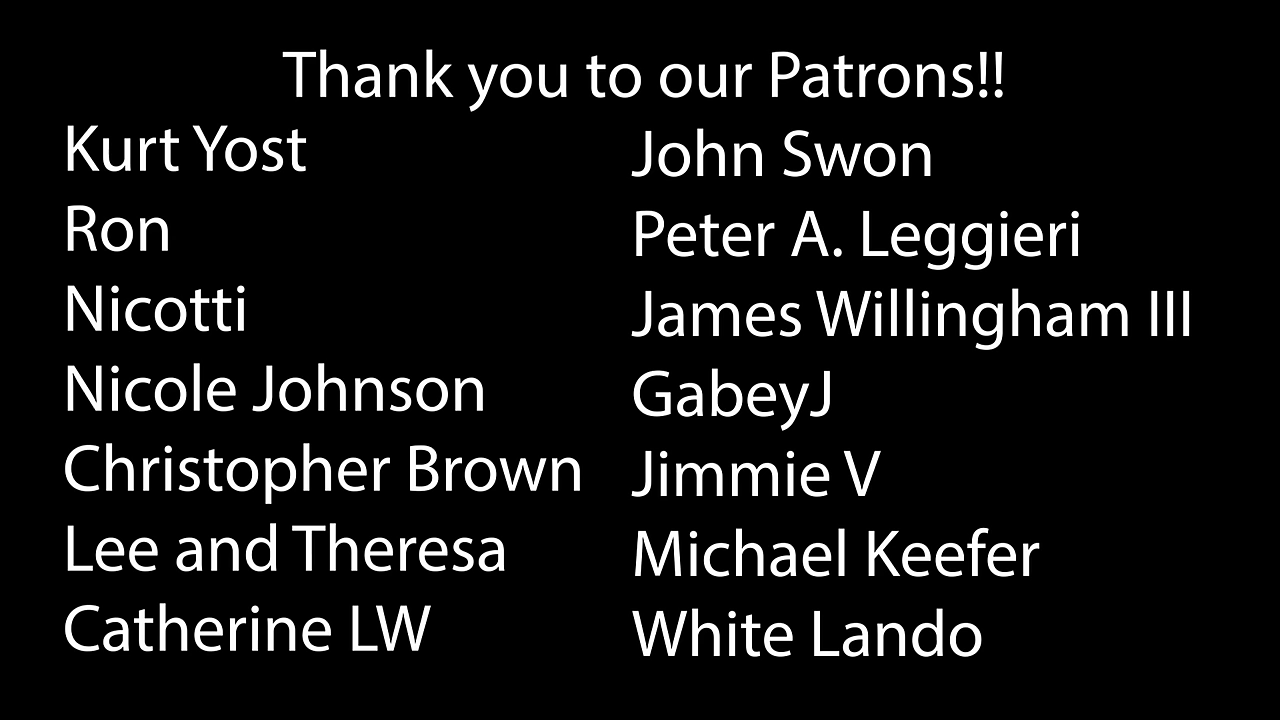 Thank you to our Patrons!!
Kurt Yost
Ron
Nicotti
Nicole Johnson
Christopher Brown
Lee and Theresa
Catherine LW
John Swon
Peter A. Leggieri
James Willingham III
GabeyJ
Jimmie V
Michael Keefer
White Lando